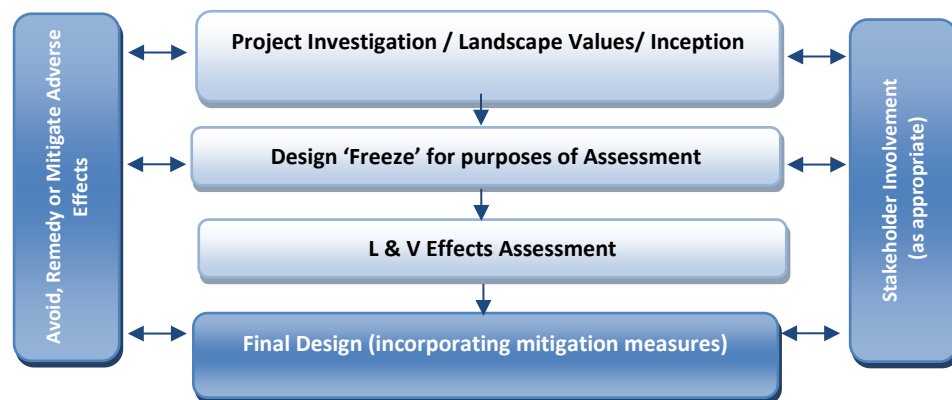 Avoid, Remedy or Mitigate Adverse
Effects
Project Investigation / Landscape Values/ Inception
Design ‘Freeze’ for purposes of Assessment
L & V Effects Assessment
Final Design (incorporating mitigation measures)
Stakeholder Involvement
(as appropriate)